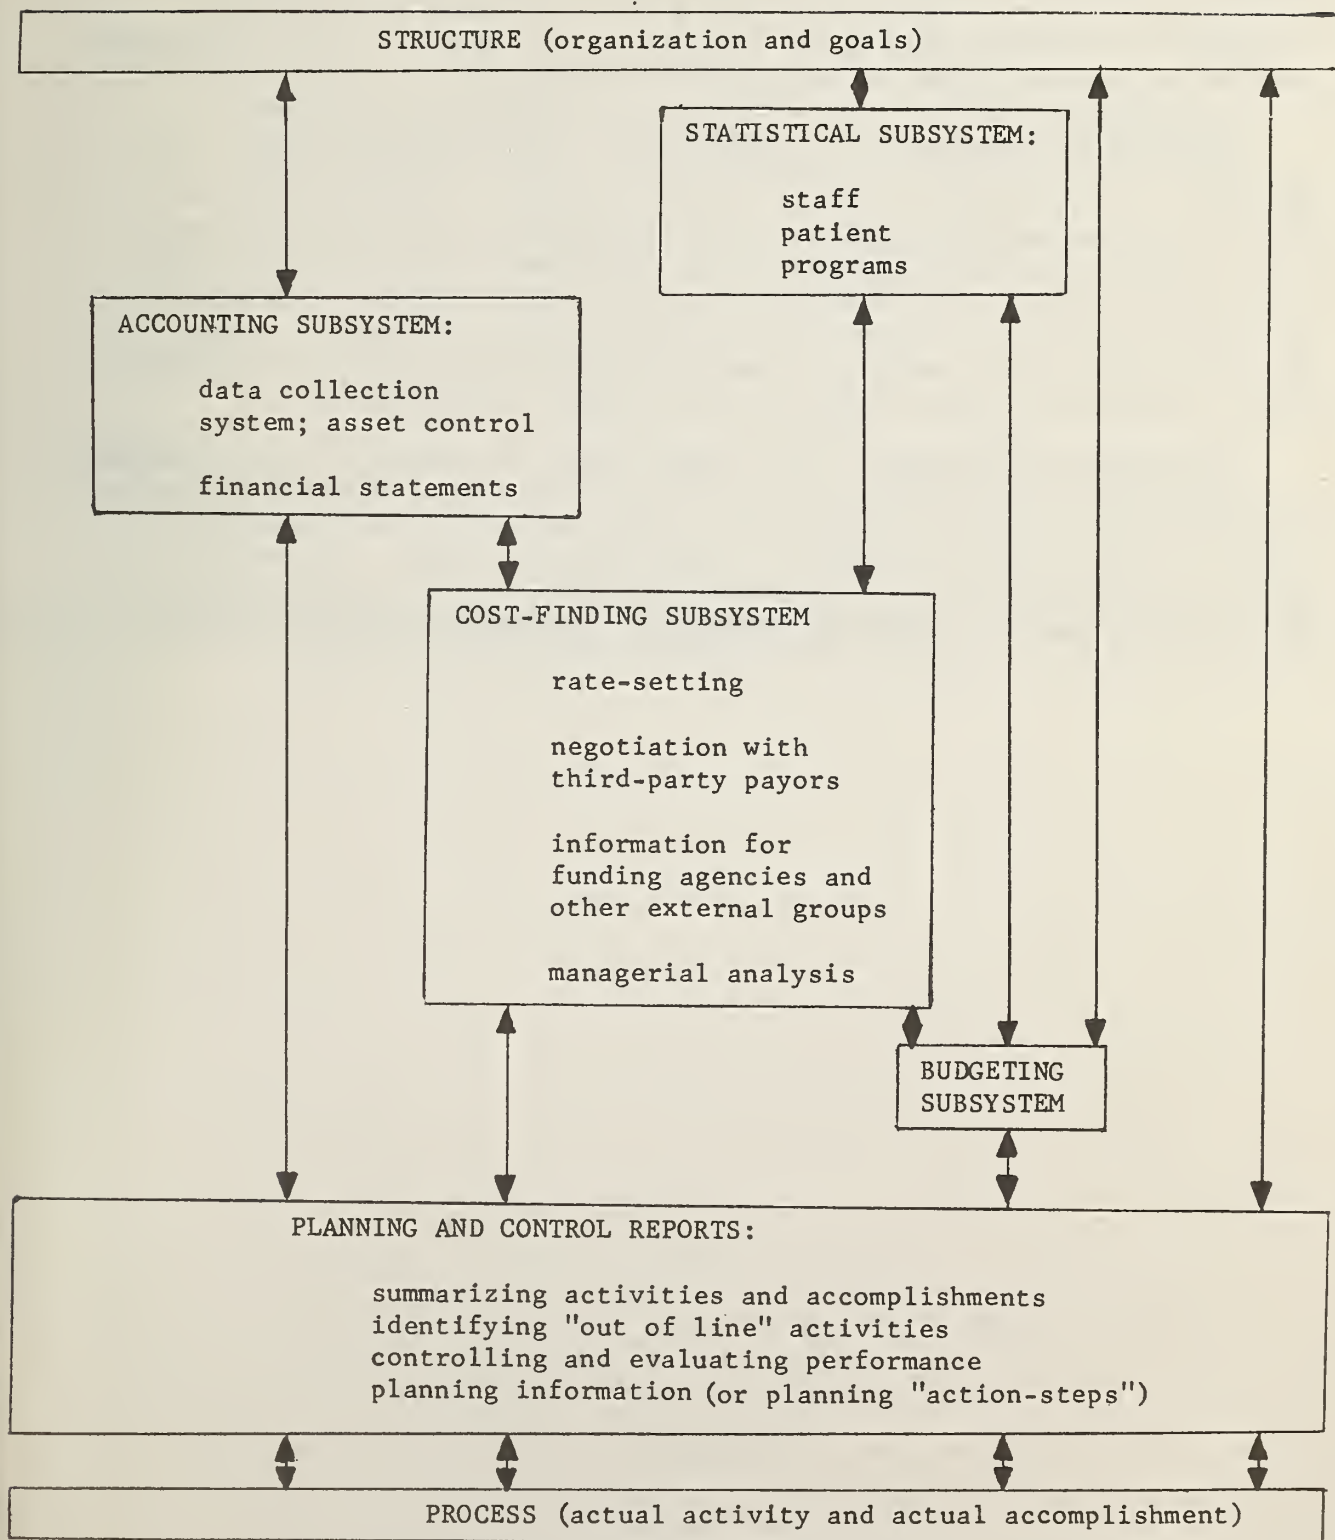 STRUCTURE (organization and goals)
STATISTICAL SUBSYSTEM:
staff
patient
programs
ACCOUNTING SUBSYSTEM:
data collection
system; asset control
financial statements
COST-FINDING SUBSYSTEM
rate-setting
negotiation with
third-party payors
information for
funding agencies and
other external groups
managerial analysis
BUDGETING
SUBSYSTEM
PLANNING AND CONTROL REPORTS:
summarizing activities and accomplishments
identifying "out of line" activities
controlling and evaluating performance
planning information (or planning "action-steps")
PROCESS (actual activity and actual accomplishment)